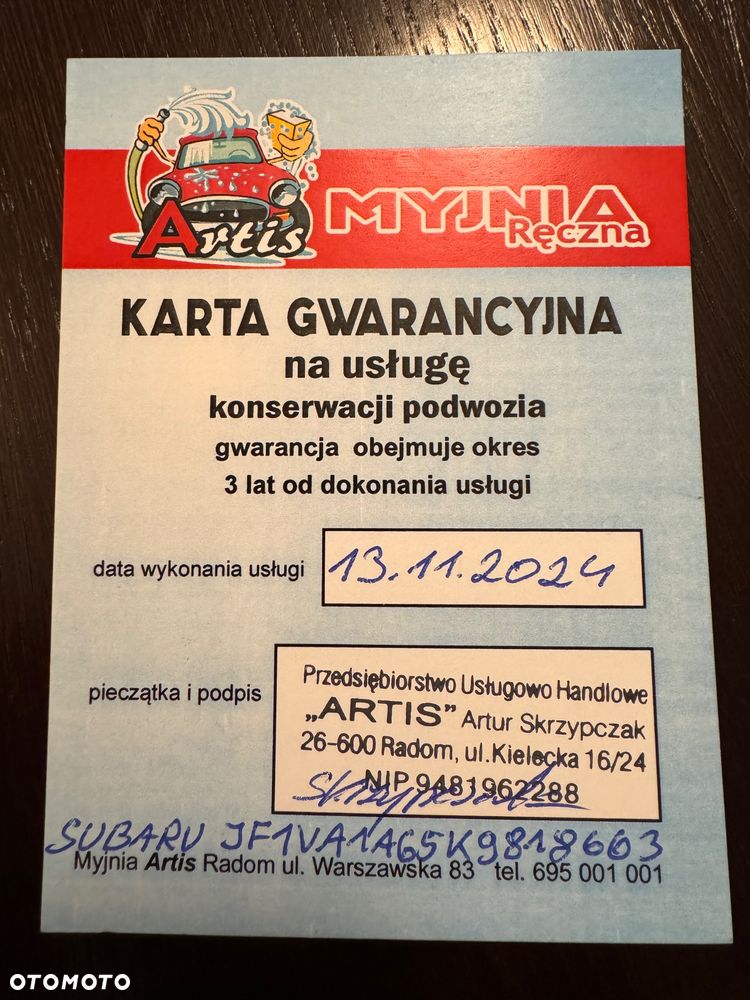 Artis
MYJNIA
Ręczna
KARTA GWARANCYJNA
na usługę
konserwacji podwozia
gwarancja obejmuje okres
3 lat od dokonania usługi
data wykonania usługi 13.11.2024
pieczątka i podpis
Przedsiębiorstwo Usługowo Handlowe
„ARTIS” Artur Skrzypczak
26-600 Radom, ul.Kielecka 16/24
NIP 9481962288
Skrzypczak
SUBARU JF1VA1A65K9818603
Myjnia Artis Radom ul. Warszawska 83 tel. 695 001 001
OTOMOTO